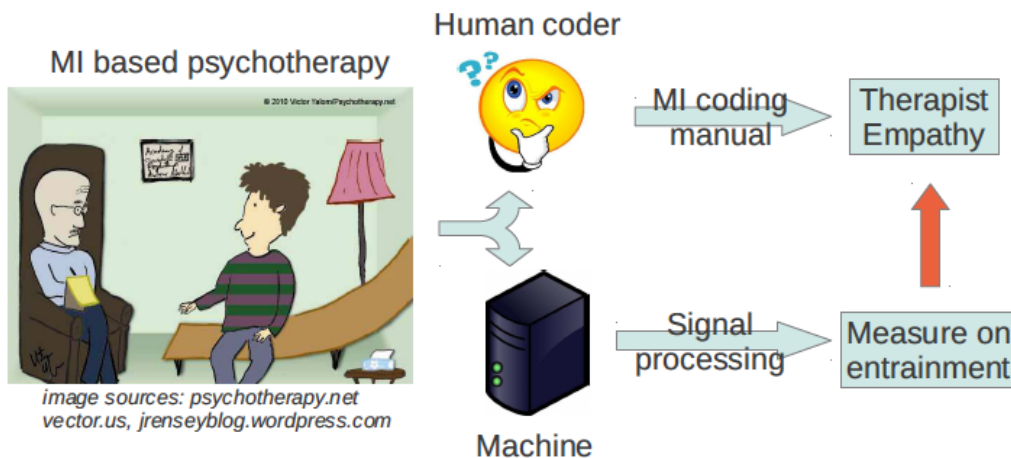 Human coder
MI based psychotherapy
© 2010 Victor Yalom/Psychotherapy.net
MI coding
manual
Therapist
Empathy
??
Signal
processing
Measure on
entrainment
image sources: psychotherapy.net
vector.us, jrenseyblog.wordpress.com
Machine